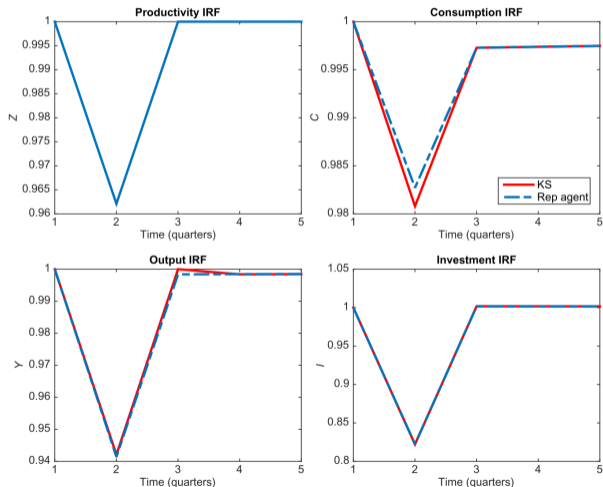 Productivity IRF
1
0.995
0.99
0.985
0.98
0.975
0.97
0.965
0.96
Z
1 2 3 4 5
Time (quarters)
Consumption IRF
1
0.995
0.99
0.985
0.98
C
KS
Rep agent
1 2 3 4 5
Time (quarters)
Output IRF
1
0.99
0.98
0.97
0.96
0.95
0.94
Y
1 2 3 4 5
Time (quarters)
Investment IRF
1.05
1
0.95
0.9
0.85
0.8
I
1 2 3 4 5
Time (quarters)